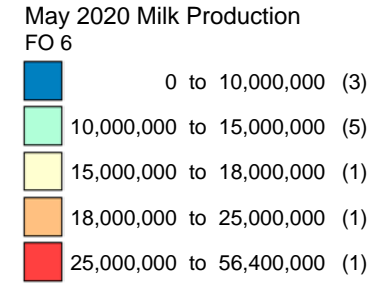 May 2020 Milk Production
FO 6
0 to 10,000,000 (3)
10,000,000 to 15,000,000 (5)
15,000,000 to 18,000,000 (1)
18,000,000 to 25,000,000 (1)
25,000,000 to 56,400,000 (1)